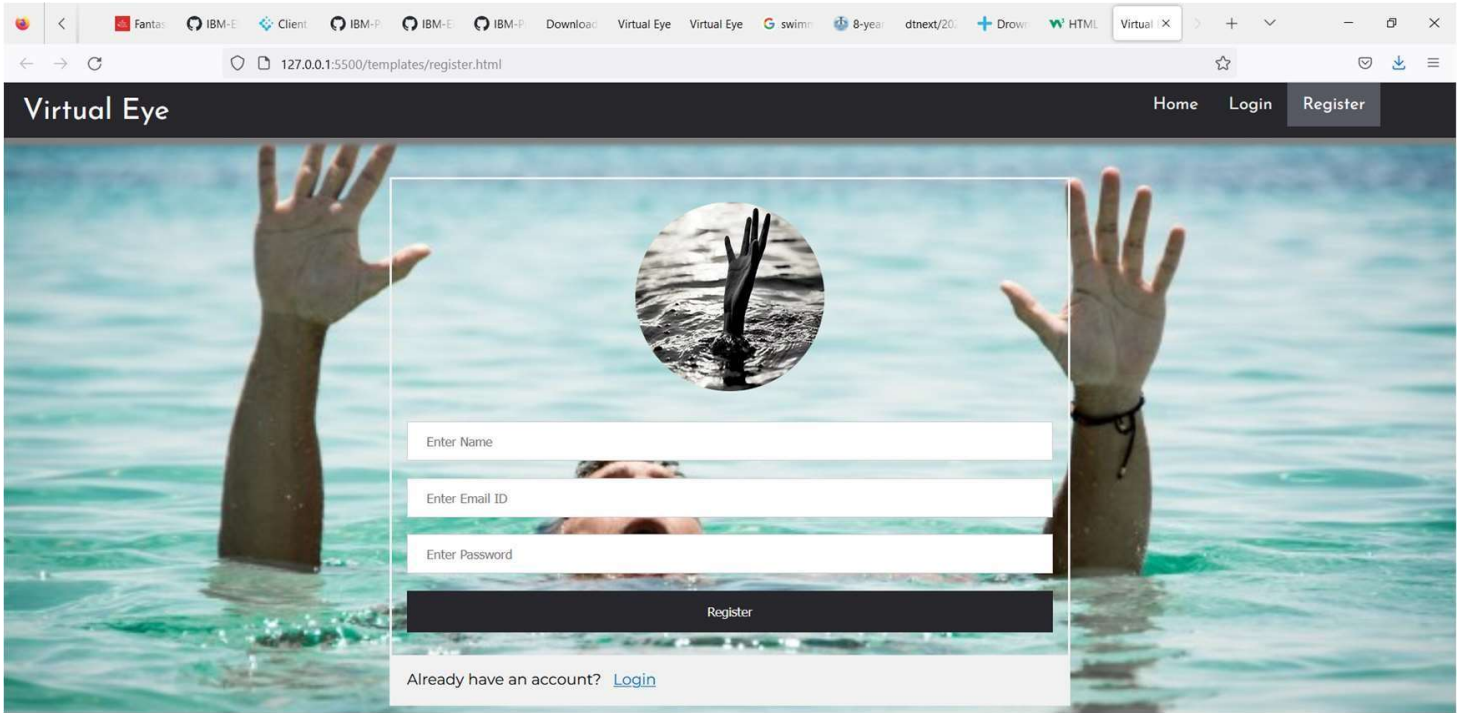 Fantas IBM-E Client IBM-P IBM-E IBM-P Download Virtual Eye Virtual Eye swimm 8-year dtnext/202 Drown HTML Virtual
127.0.0.1:5500/templates/register.html
Virtual Eye Home Login Register
Enter Name
Enter Email ID
Enter Password
Register
Already have an account? Login